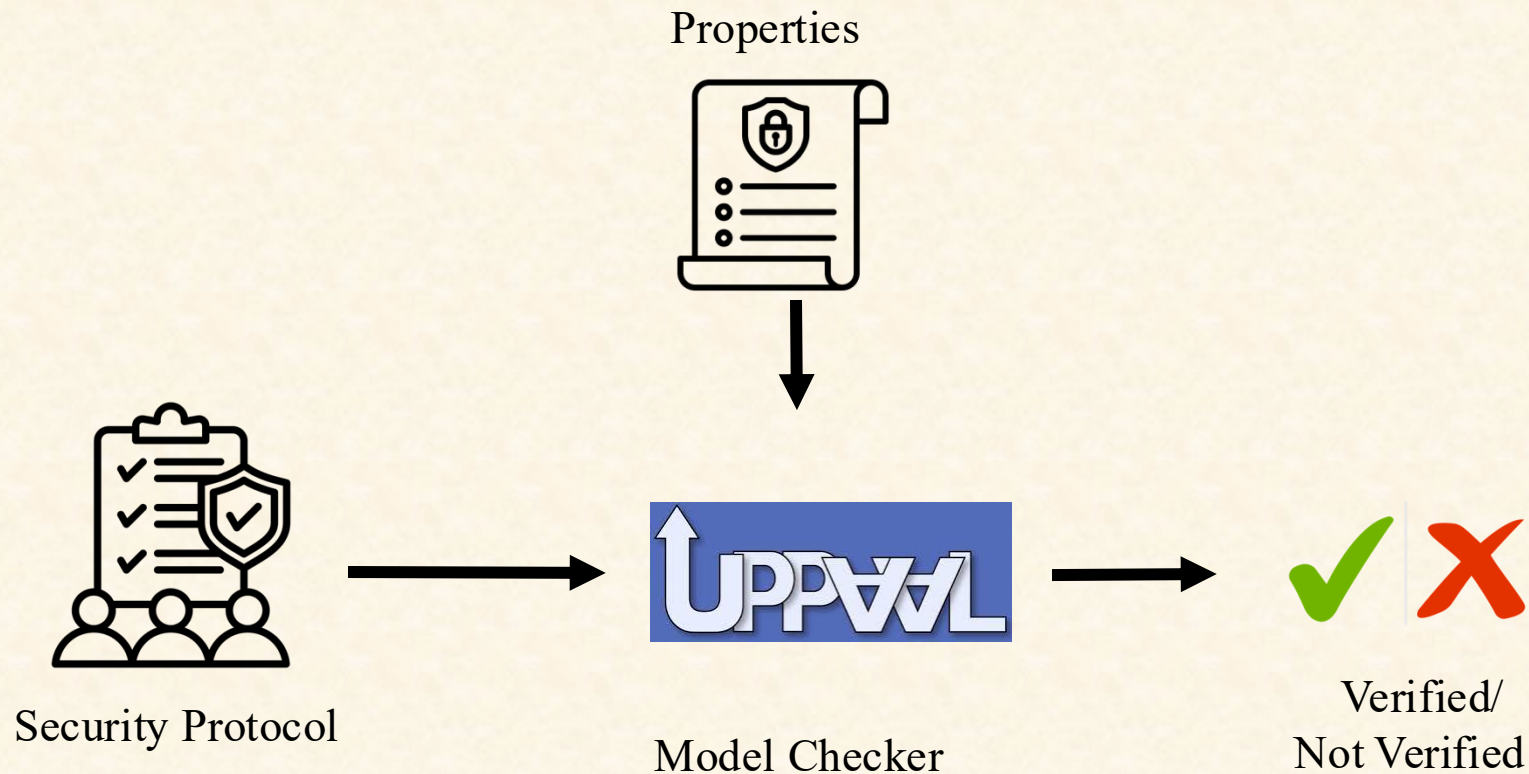 Properties
UPPAAL
Security Protocol
Model Checker
Verified/
Not Verified